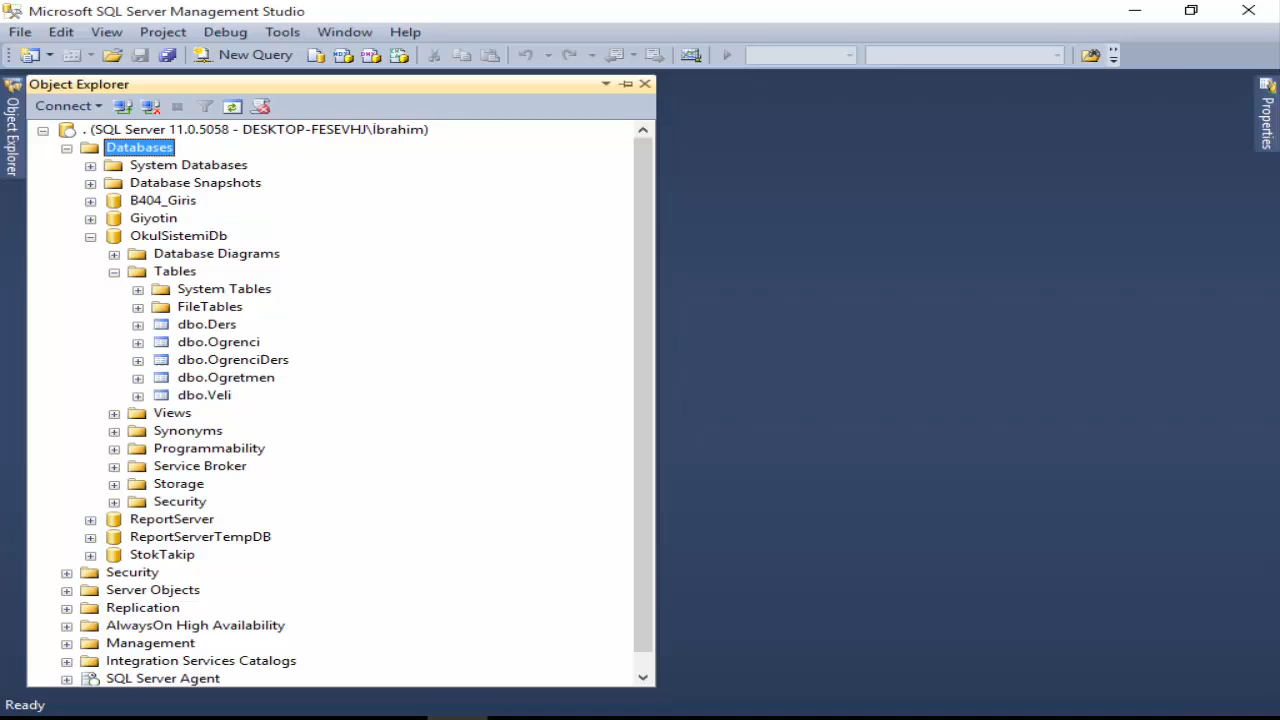 Microsoft SQL Server Management Studio
File Edit View Project Debug Tools Window Help
New Query
Object Explorer
Object Explorer
Properties
Connect
. (SQL Server 11.0.5058 - DESKTOP-FESEVHJ\İbrahim)
Databases
System Databases
Database Snapshots
B404_Giris
Giyotin
OkulSistemiDb
Database Diagrams
Tables
System Tables
FileTables
dbo.Ders
dbo.Ogrenci
dbo.OgrenciDers
dbo.Ogretmen
dbo.Veli
Views
Synonyms
Programmability
Service Broker
Storage
Security
ReportServer
ReportServerTempDB
StokTakip
Security
Server Objects
Replication
AlwaysOn High Availability
Management
Integration Services Catalogs
SQL Server Agent
Ready